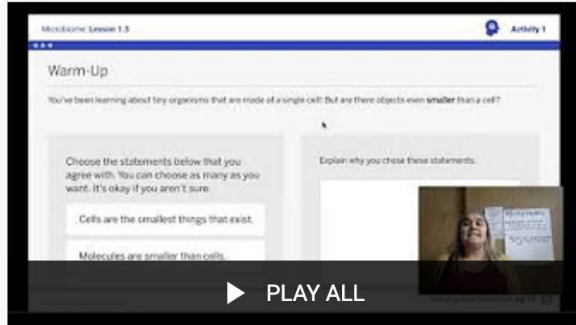 Microbiome: Lesson 1.3
Activity 1
Warm-Up
You've been learning about tiny organisms that are made of a single cell! But are there objects even smaller than a cell?
Choose the statements below that you
agree with. You can choose as many as you
want. It's okay if you aren't sure.
Explain why you chose these statements.
Cells are the smallest things that exist.
Molecules are smaller than cells.
PLAY ALL